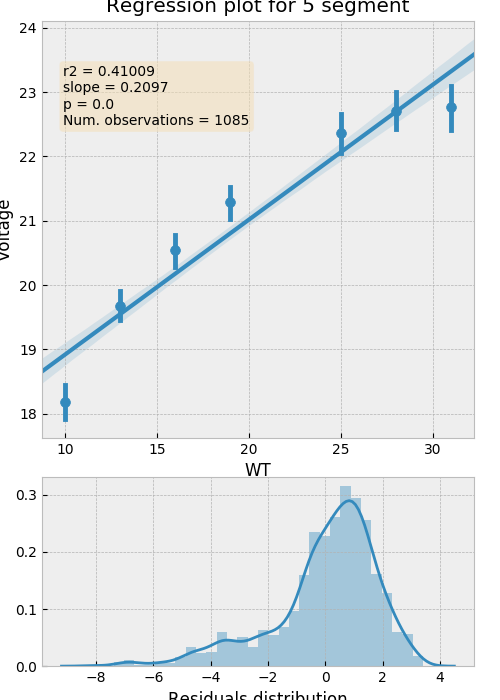 Regression plot for 5 segment
24
23
22
21
20
19
18
r2 = 0.41009
slope = 0.2097
p = 0.0
Num. observations = 1085
Voltage
10 15 20 25 30
WT
0.3
0.2
0.1
0.0
−8 −6 −4 −2 0 2 4
Residuals distribution